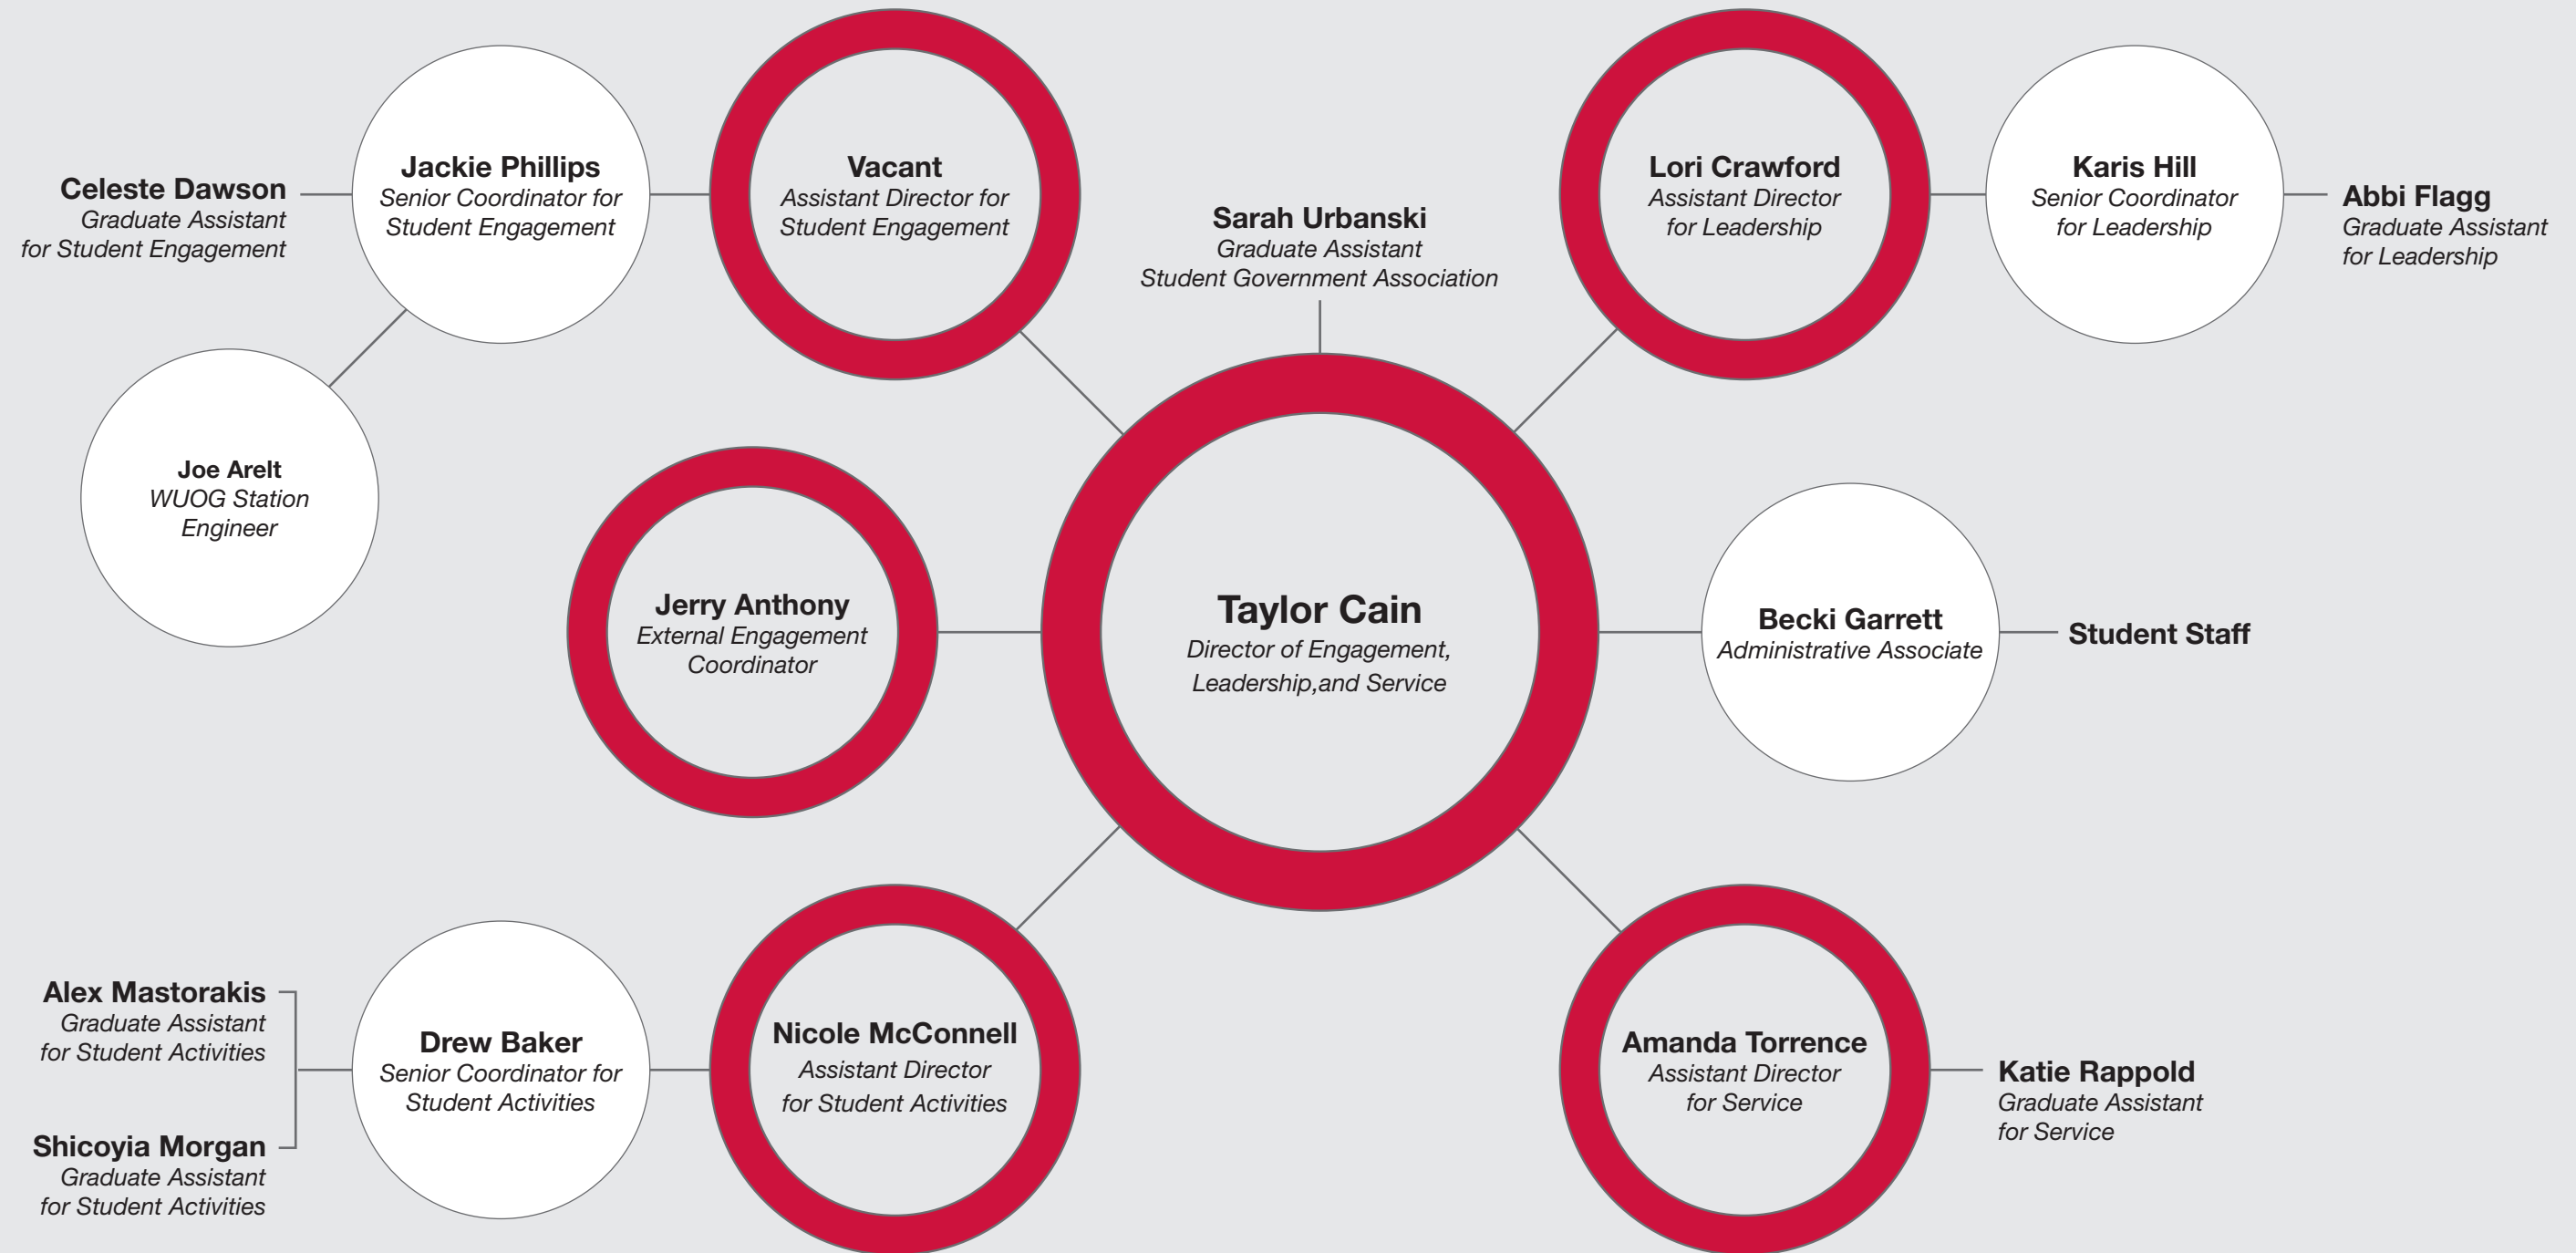 Jackie Phillips
Senior Coordinator for
Student Engagement
Celeste Dawson
Graduate Assistant
for Student Engagement
Vacant
Assistant Director for
Student Engagement
Sarah Urbanski
Graduate Assistant
Student Government Association
Lori Crawford
Assistant Director
for Leadership
Karis Hill
Senior Coordinator
for Leadership
Abbi Flagg
Graduate Assistant
for Leadership
Joe Arelt
WUOG Station
Engineer
Jerry Anthony
External Engagement
Coordinator
Taylor Cain
Director of Engagement,
Leadership,and Service
Becki Garrett
Administrative Associate
Student Staff
Alex Mastorakis
Graduate Assistant
for Student Activities
Shicoyia Morgan
Graduate Assistant
for Student Activities
Drew Baker
Senior Coordinator for
Student Activities
Nicole McConnell
Assistant Director
for Student Activities
Amanda Torrence
Assistant Director
for Service
Katie Rappold
Graduate Assistant
for Service